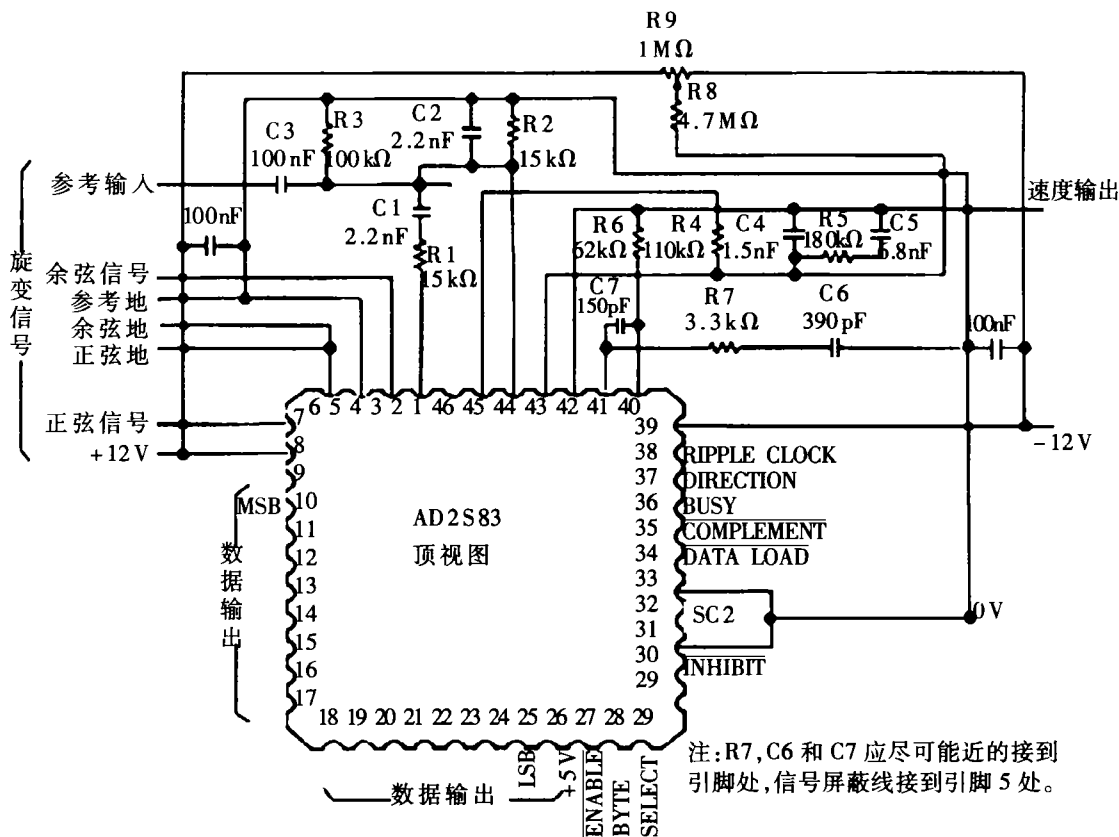 R9
1MΩ
R8
4.7MΩ
C3
100nF
R3
100kΩ
C2
2.2nF
R2
15kΩ
参考输入
100nF
C1
2.2nF
R1
15kΩ
R6
62kΩ
R4
110kΩ
C4
1.5nF
R5
180kΩ
C5
6.8nF
速度输出
旋变信号
余弦信号
参考地
余弦地
正弦地
正弦信号
+12V
C7
150pF
R7
3.3kΩ
C6
390pF
100nF
6 5 4 3 2 1 46 45 44 43 42 41 40
7
8
9
MSB 10
11
12
13
14
15
16
17
数据输出
AD2S83
顶视图
39
-12V
38 RIPPLE CLOCK
37 DIRECTION
36 BUSY
35 COMPLEMENT
34 DATA LOAD
33
32 SC2
0V
31
30 INHIBIT
29
18 19 20 21 22 23 24 25 26 27 28 29
LSB
+5V
ENABLE
BYTE
SELECT
数据输出
注:R7,C6和C7应尽可能近的接到
引脚处,信号屏蔽线接到引脚5处。